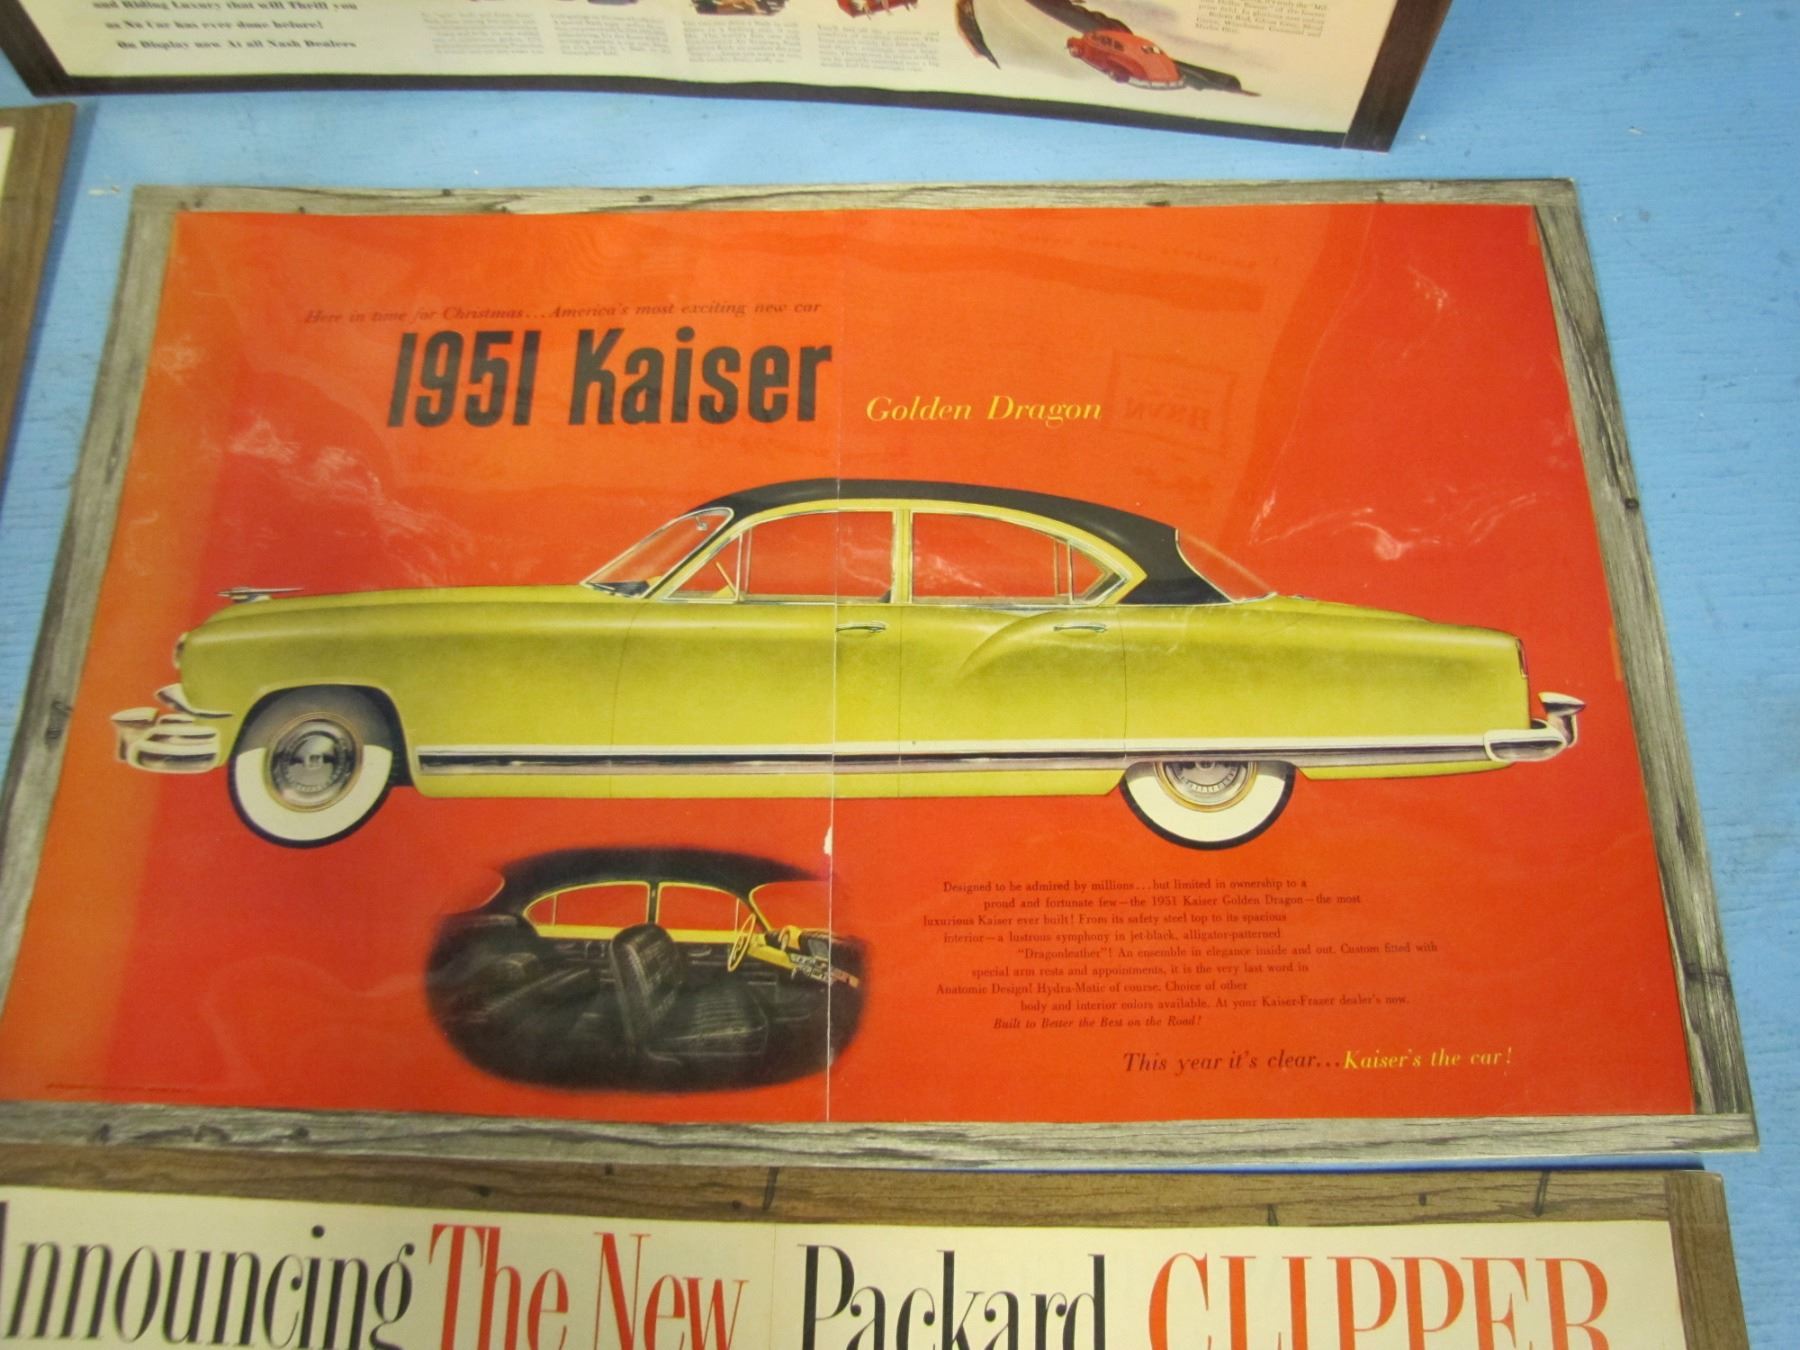 and Riding Luxury that will Thrill you
as No Car has ever done before!
On Display now. At all Nash Dealers
Here in time for Christmas...America's most exciting new car
1951 Kaiser
Golden Dragon
Designed to be admired by millions...but limited in ownership to a
proud and fortunate few—the 1951 Kaiser Golden Dragon—the most
luxurious Kaiser ever built! From its safety steel top to its spacious
interior—a lustrous symphony in jet-black, alligator-patterned
"Dragonleather"! An ensemble in elegance inside and out. Custom fitted with
special arm rests and appointments, it is the very last word in
Anatomic Design! Hydra-Matic of course. Choice of other
body and interior colors available. At your Kaiser-Frazer dealer's now.
Built to Better the Best on the Road!
This year it's clear...Kaiser's the car!
Announcing The New Packard CLIPPER